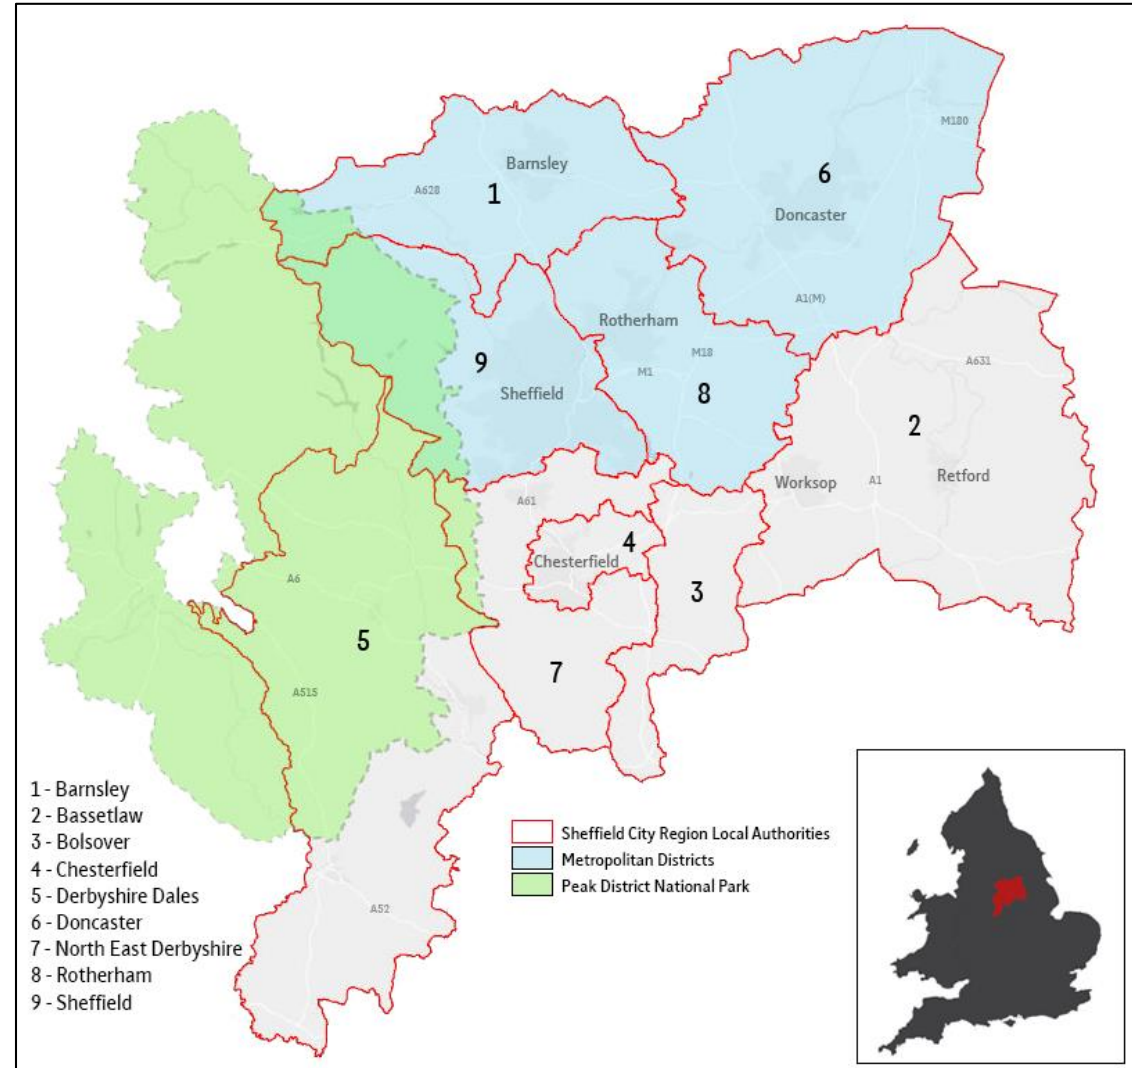 M180
Barnsley
A628
1
6
Doncaster
A1(M)
Rotherham
M18
M1
8
9
Sheffield
A631
2
Worksop
A1
Retford
A61
4
Chesterfield
3
A6
5
7
A515
A52
1 - Barnsley
2 - Bassetlaw
3 - Bolsover
4 - Chesterfield
5 - Derbyshire Dales
6 - Doncaster
7 - North East Derbyshire
8 - Rotherham
9 - Sheffield
Sheffield City Region Local Authorities
Metropolitan Districts
Peak District National Park